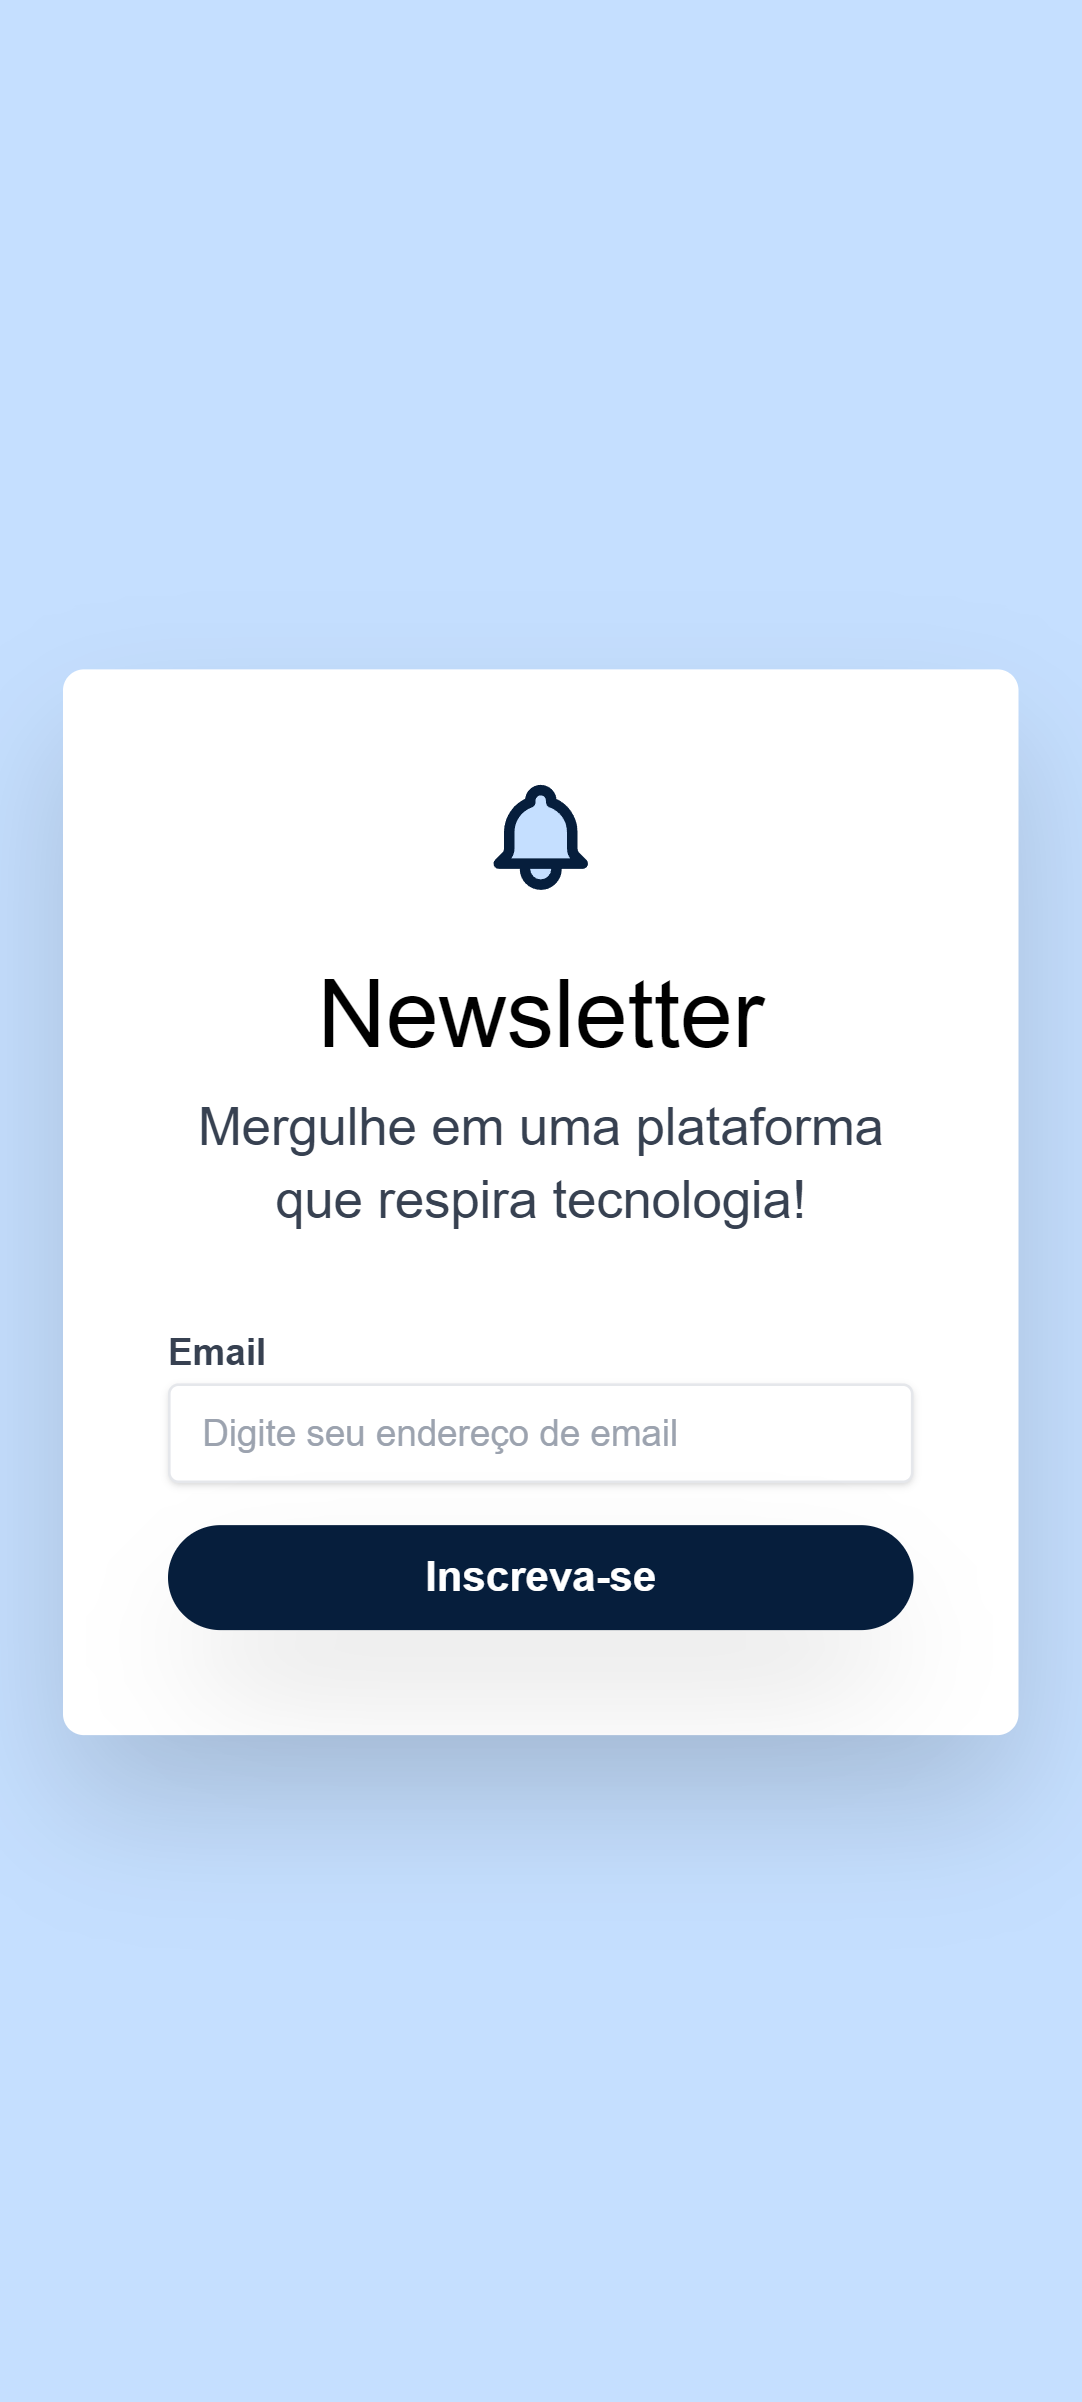 Newsletter
Mergulhe em uma plataforma
que respira tecnologia!
Email
Digite seu endereço de email
Inscreva-se